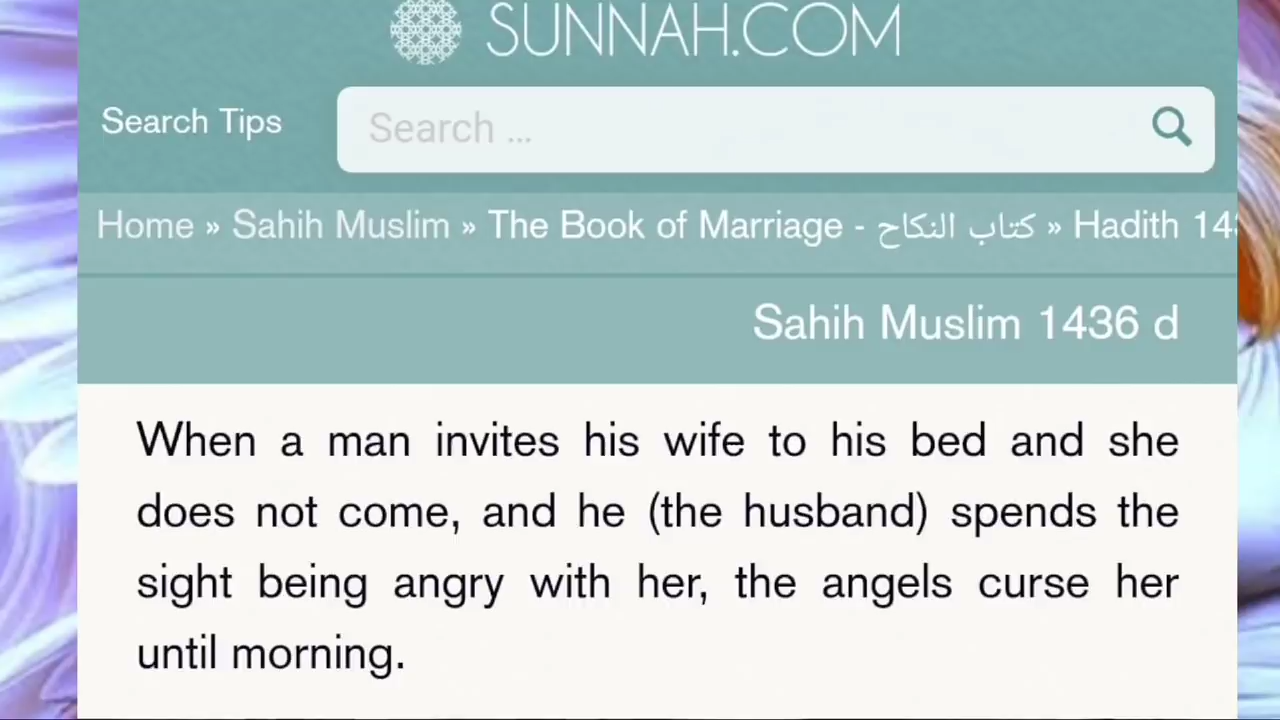 SUNNAH.COM
Search Tips
Search ...
Home » Sahih Muslim » The Book of Marriage - كتاب النكاح » Hadith 143
Sahih Muslim 1436 d
When a man invites his wife to his bed and she
does not come, and he (the husband) spends the
sight being angry with her, the angels curse her
until morning.